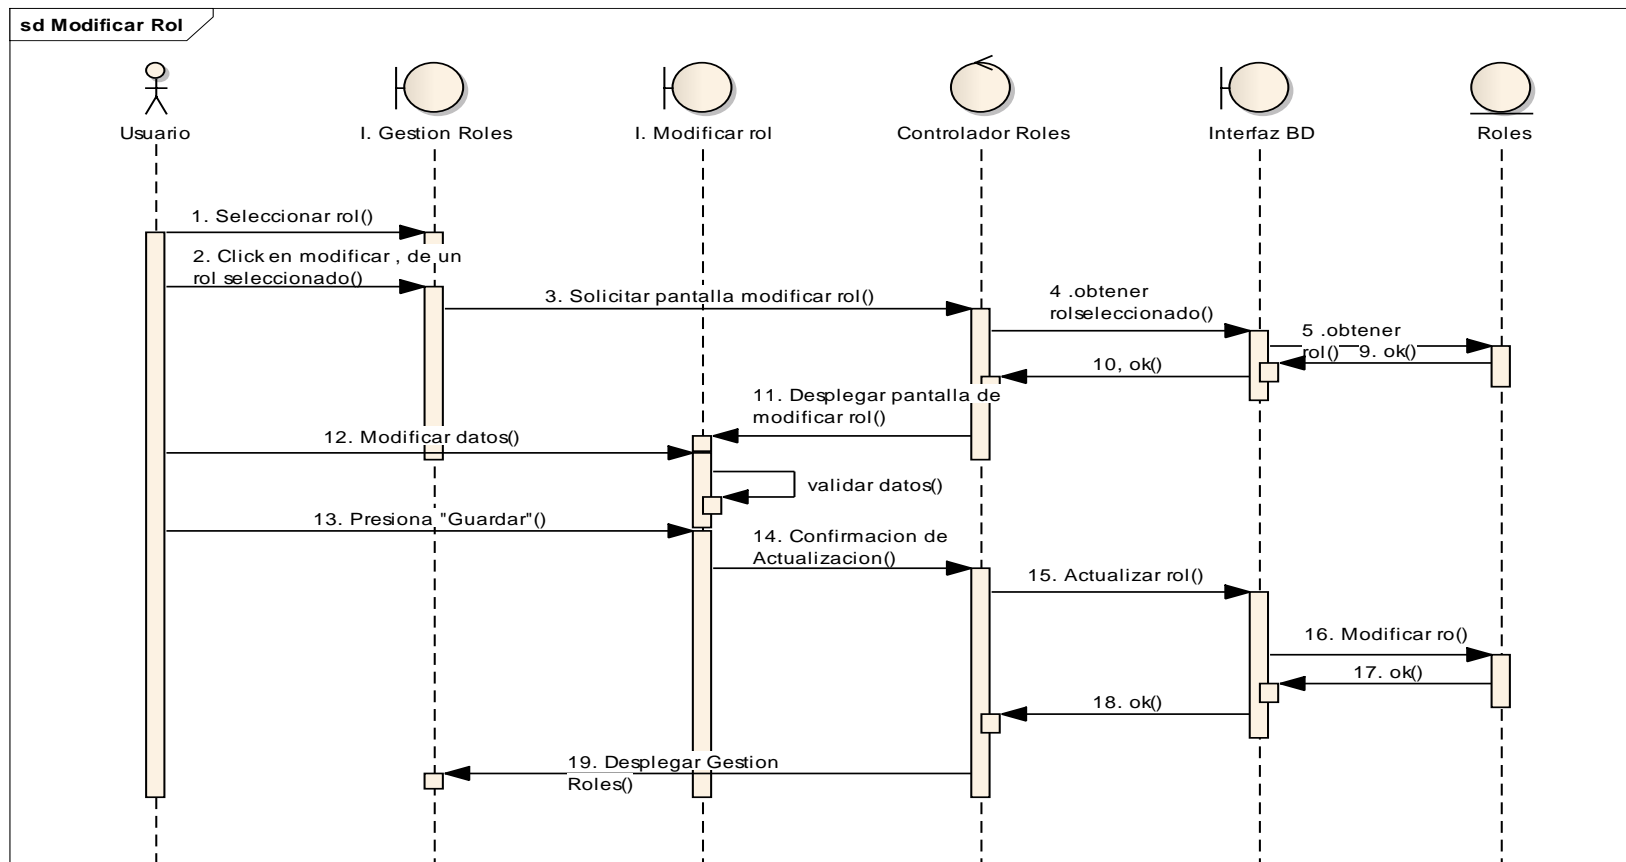 sd Modificar Rol
Usuario
I. Gestion Roles
I. Modificar rol
Controlador Roles
Interfaz BD
Roles
1. Seleccionar rol()
2. Click en modificar , de un
rol seleccionado()
3. Solicitar pantalla modificar rol()
4 .obtener
rolseleccionado()
5 .obtener
rol()
9. ok()
10, ok()
11. Desplegar pantalla de
modificar rol()
12. Modificar datos()
validar datos()
13. Presiona "Guardar"()
14. Confirmacion de
Actualizacion()
15. Actualizar rol()
16. Modificar ro()
17. ok()
18. ok()
19. Desplegar Gestion
Roles()